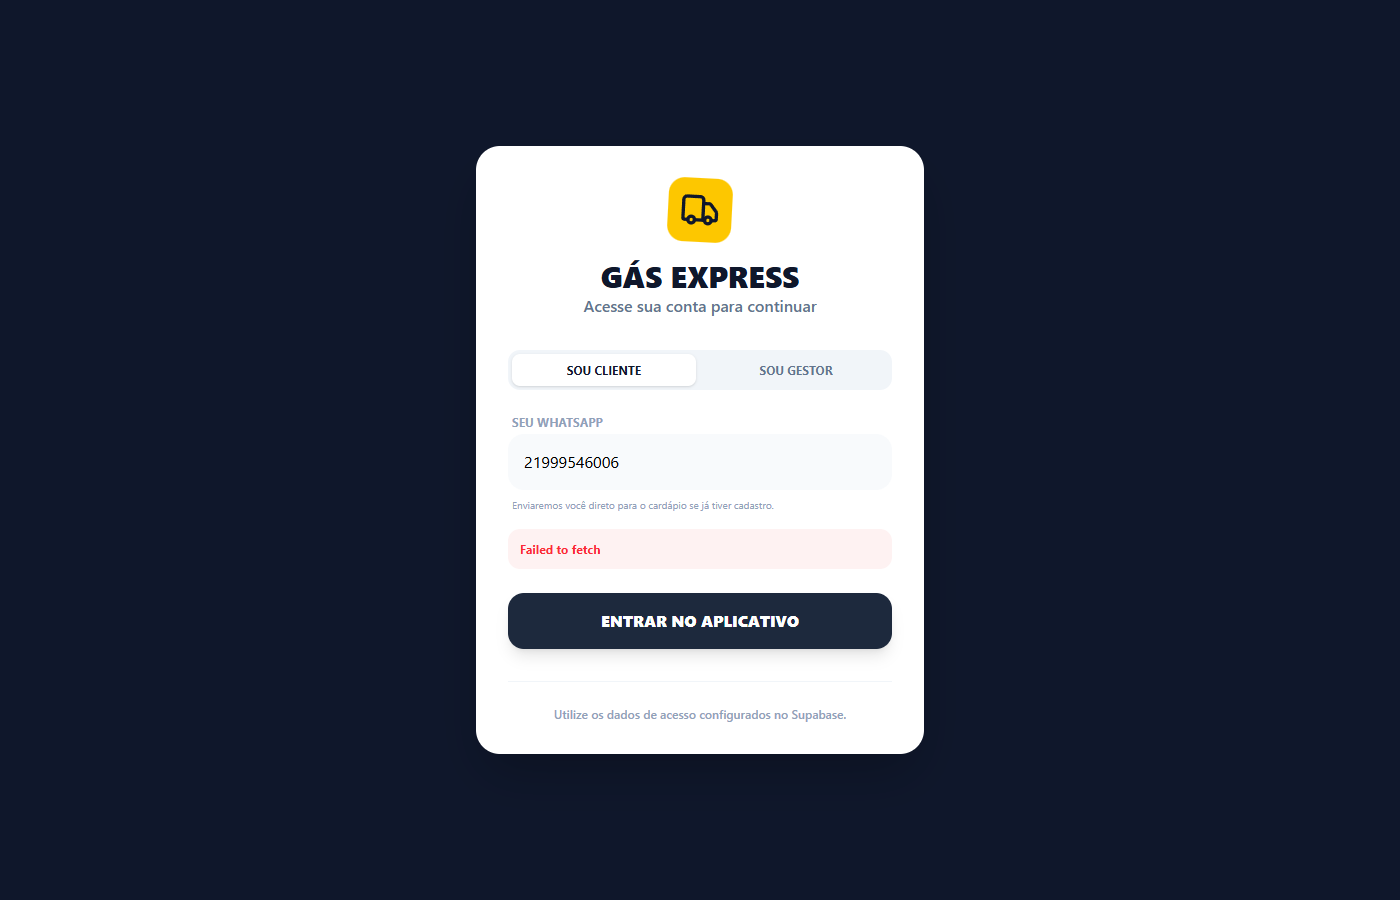 GÁS EXPRESS
Acesse sua conta para continuar
SOU CLIENTE
SOU GESTOR
SEU WHATSAPP
21999546006
Enviaremos você direto para o cardápio se já tiver cadastro.
Failed to fetch
ENTRAR NO APLICATIVO
Utilize os dados de acesso configurados no Supabase.